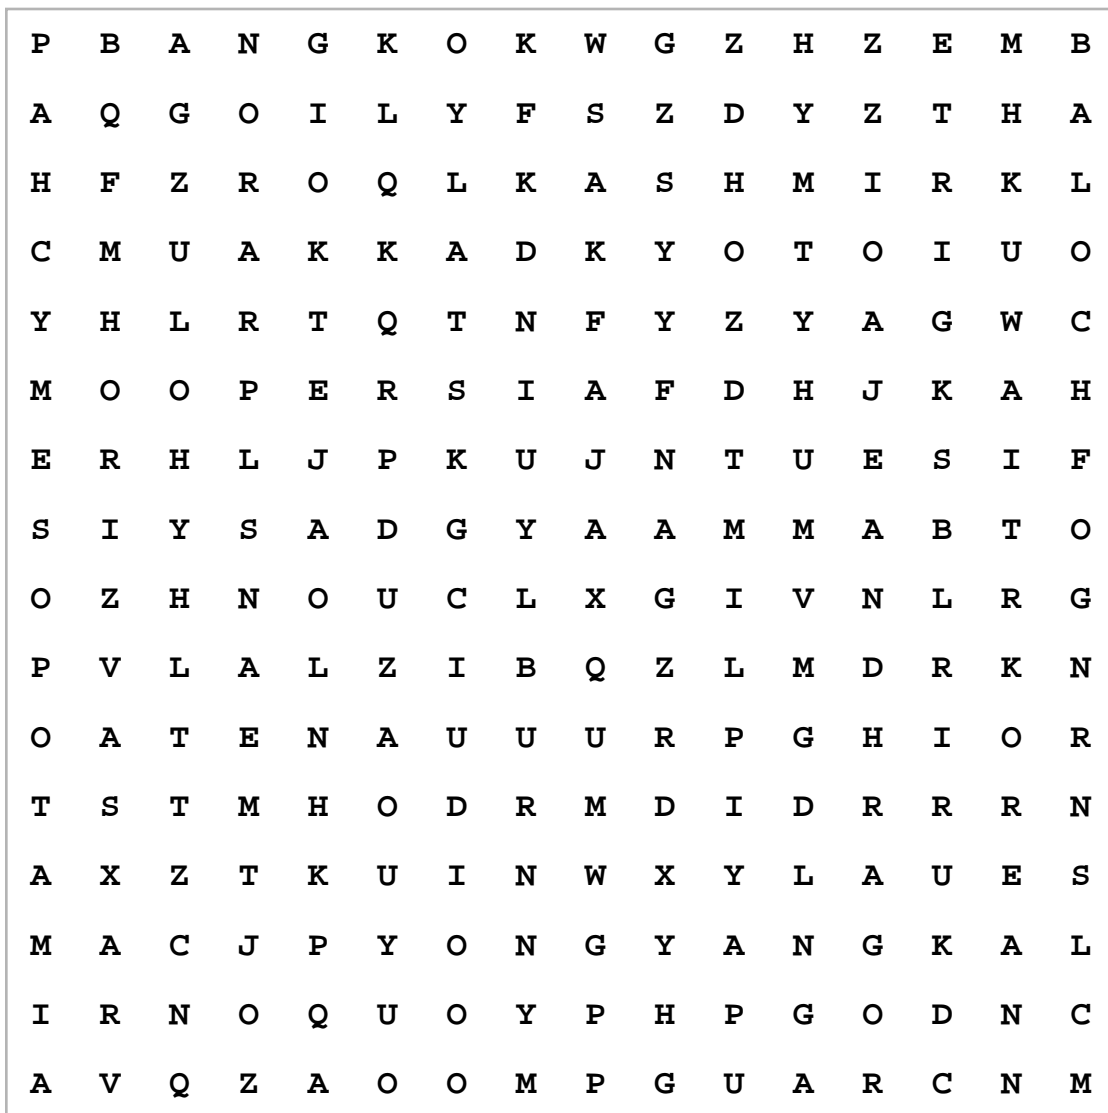 P B A N G K O K W G Z H Z E M B
A Q G O I L Y F S Z D Y Z T H A
H F Z R O Q L K A S H M I R K L
C M U A K K A D K Y O T O I U O
Y H L R T Q T N F Y Z Y A G W C
M O O P E R S I A F D H J K A H
E R H L J P K U J N T U E S I F
S I Y S A D G Y A A M M A B T O
O Z H N O U C L X G I V N L R G
P V L A L Z I B Q Z L M D R K N
O A T E N A U U U R P G H I O R
T S T M H O D R M D I D R R R N
A X Z T K U I N W X Y L A U E S
M A C J P Y O N G Y A N G K A L
I R N O Q U O Y P H P G O D N C
A V Q Z A O O M P G U A R C N M